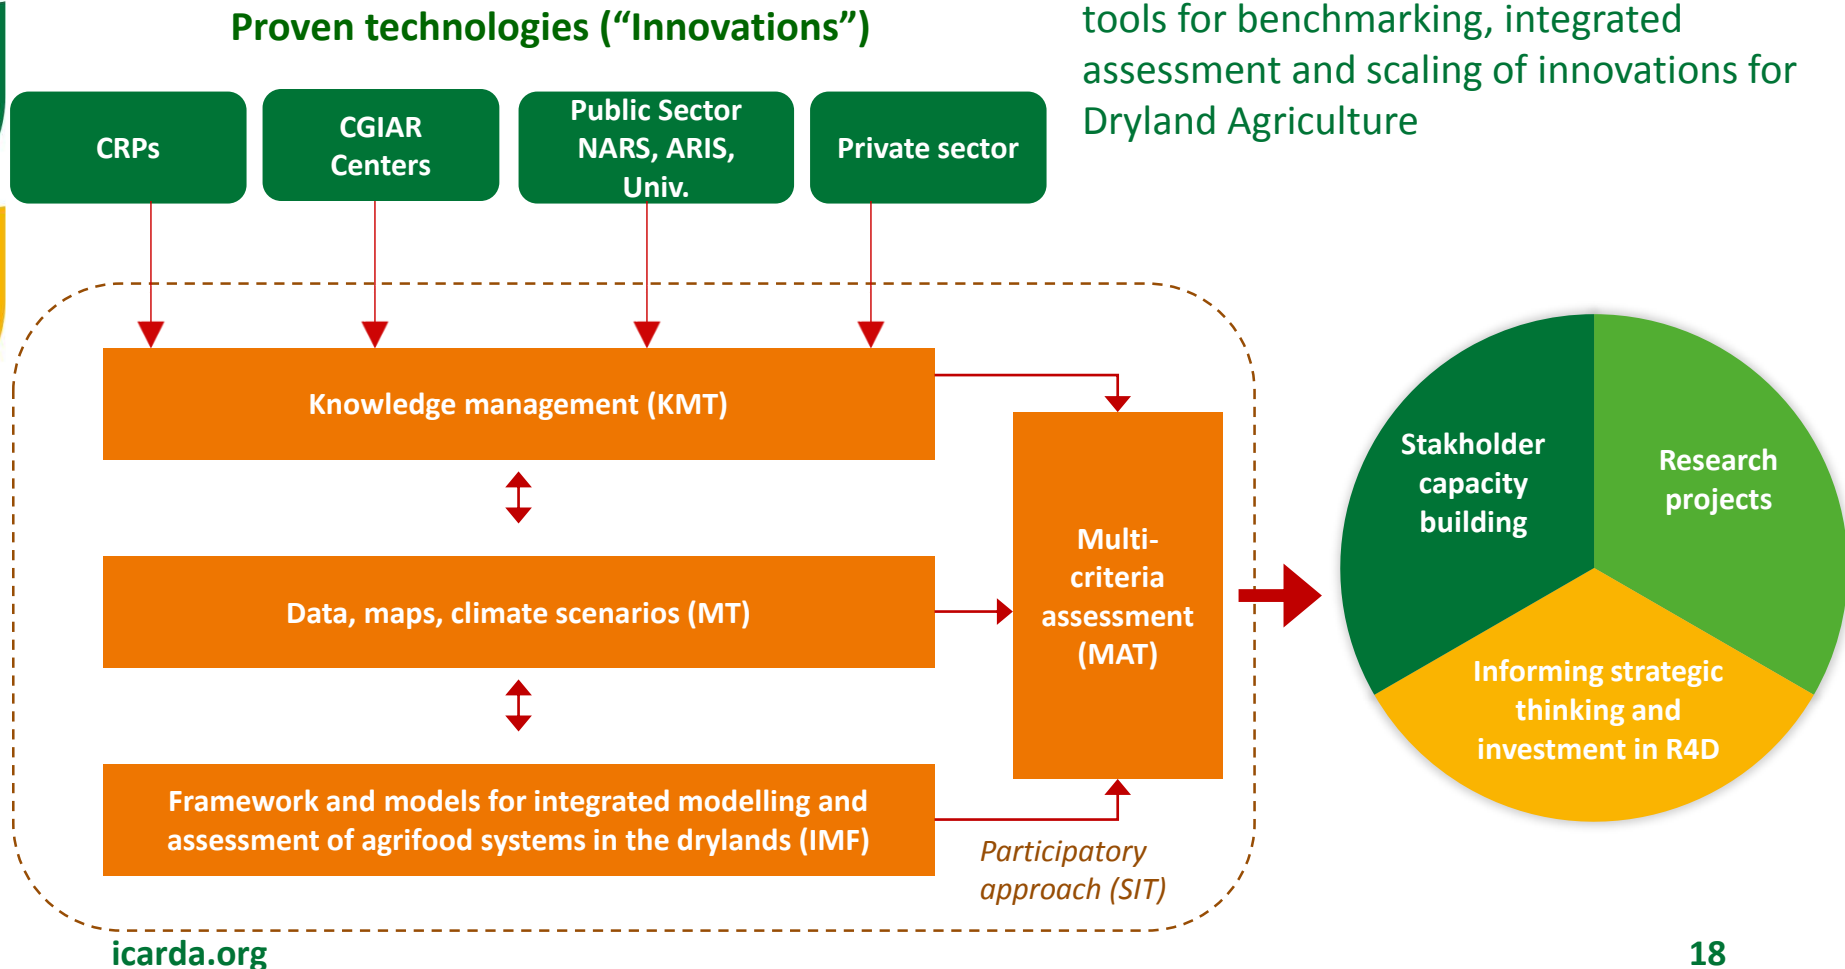 Proven technologies (“Innovations”)
tools for benchmarking, integrated
assessment and scaling of innovations for
Dryland Agriculture
CRPs
CGIAR
Centers
Public Sector
NARS, ARIS,
Univ.
Private sector
Knowledge management (KMT)
Data, maps, climate scenarios (MT)
Framework and models for integrated modelling and
assessment of agrifood systems in the drylands (IMF)
Multi-
criteria
assessment
(MAT)
Participatory
approach (SIT)
Stakholder
capacity
building
Research
projects
Informing strategic
thinking and
investment in R4D
icarda.org
18